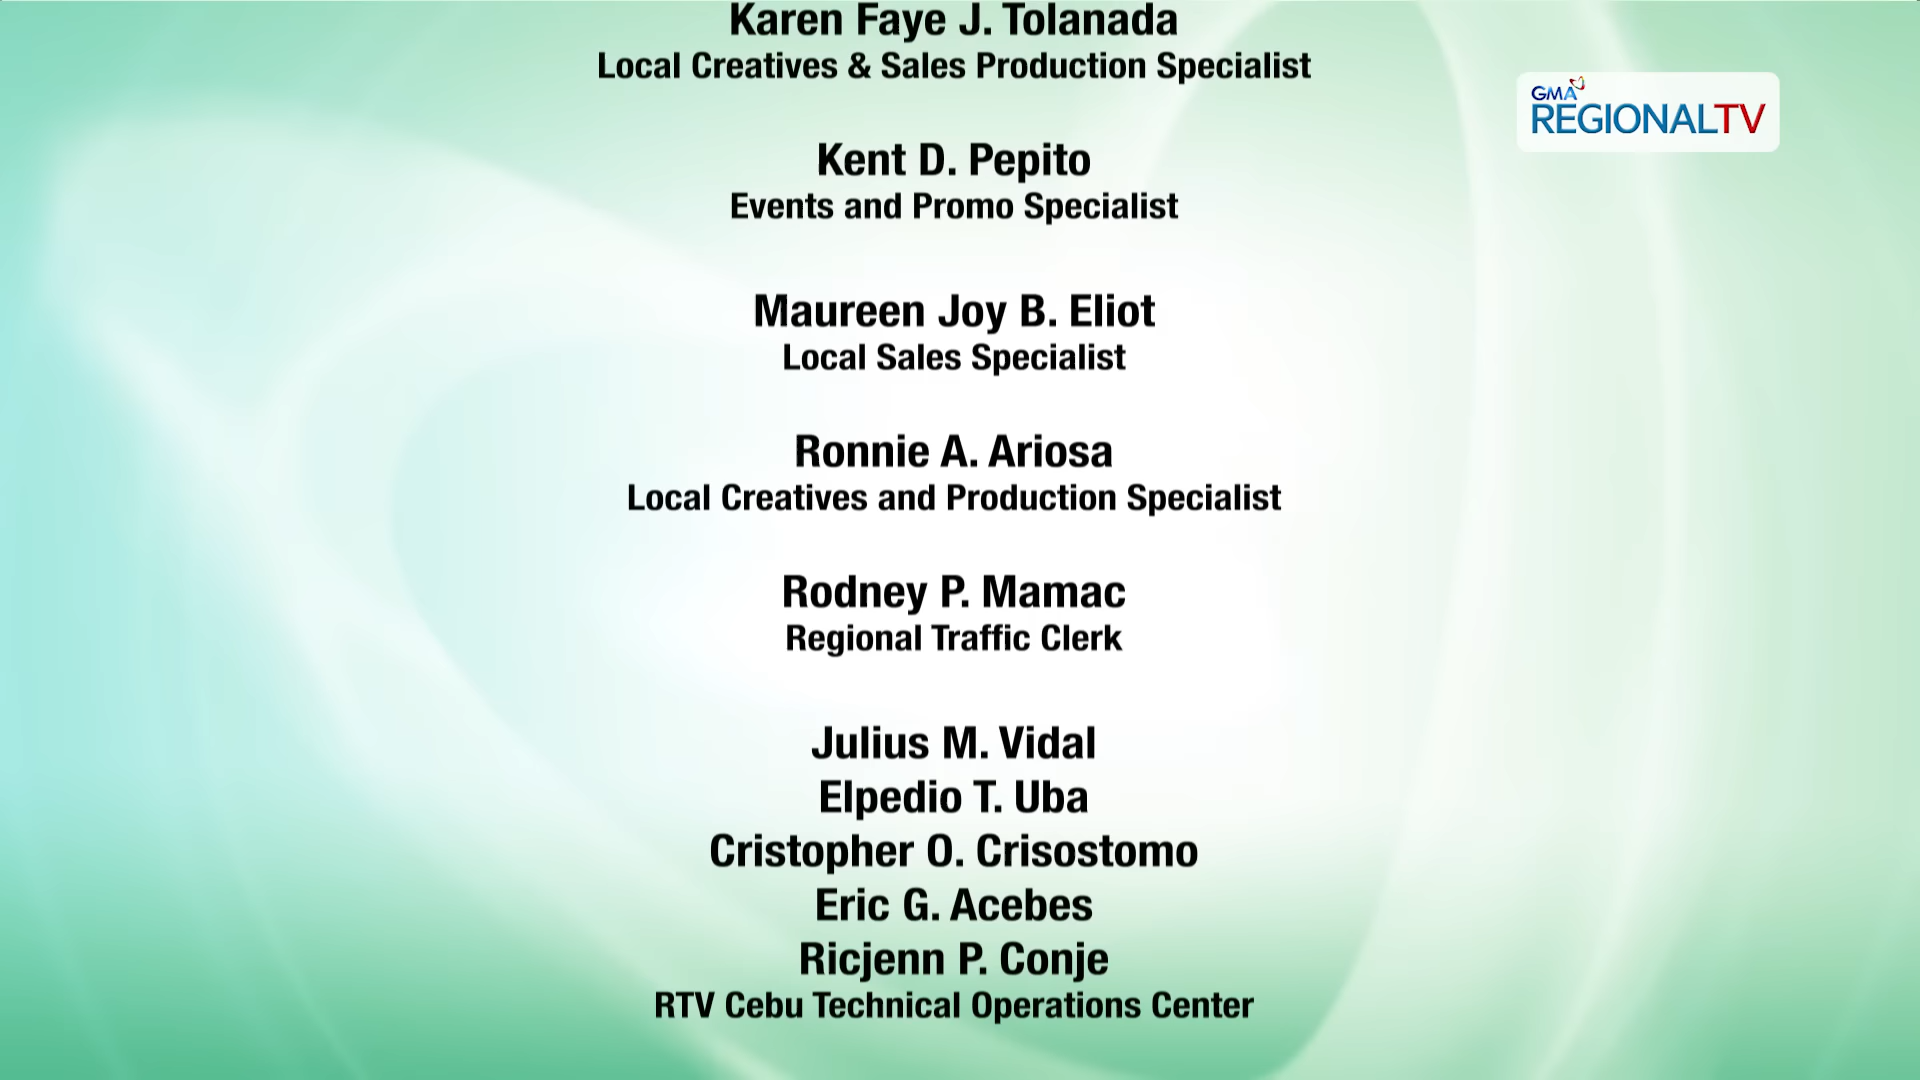 Karen Faye J. Tolanada
Local Creatives & Sales Production Specialist
GMA
REGIONALTV
Kent D. Pepito
Events and Promo Specialist
Maureen Joy B. Eliot
Local Sales Specialist
Ronnie A. Ariosa
Local Creatives and Production Specialist
Rodney P. Mamac
Regional Traffic Clerk
Julius M. Vidal
Elpedio T. Uba
Cristopher O. Crisostomo
Eric G. Acebes
Ricjenn P. Conje
RTV Cebu Technical Operations Center